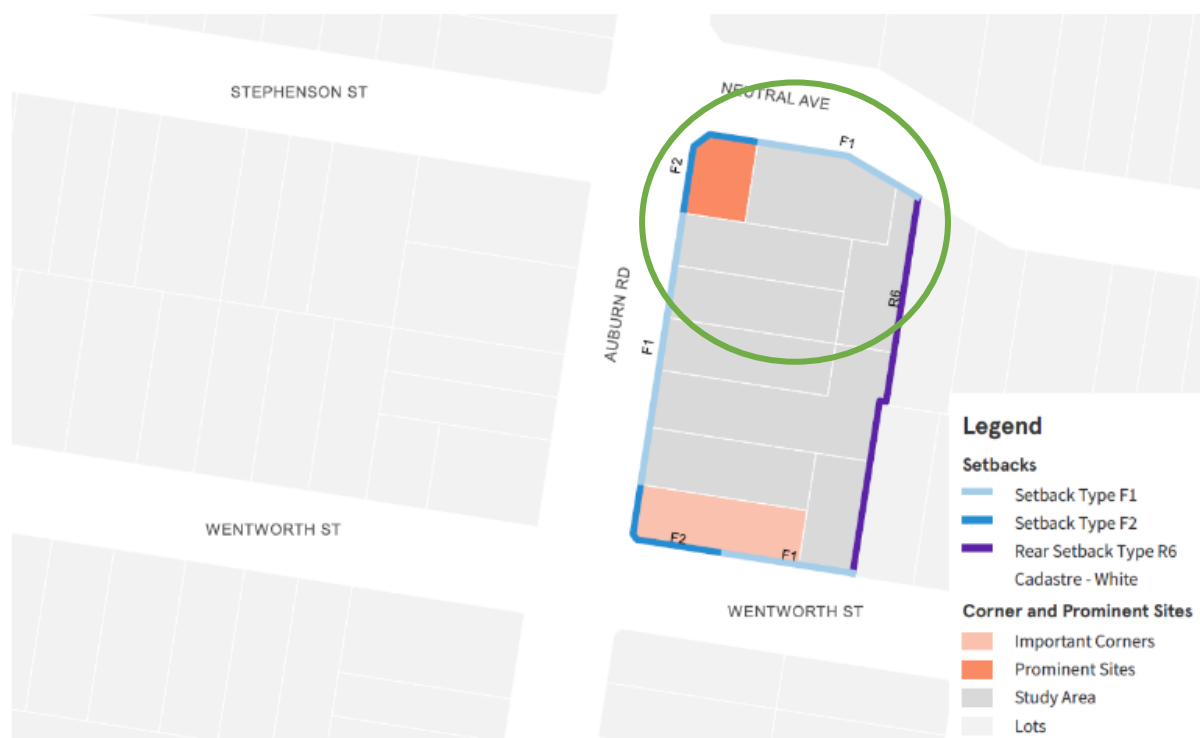 STEPHENSON ST
NEUTRAL AVE
F1
F2
AUBURN RD
R6
F1
F2
F1
WENTWORTH ST
WENTWORTH ST
Legend
Setbacks
Setback Type F1
Setback Type F2
Rear Setback Type R6
Cadastre - White
Corner and Prominent Sites
Important Corners
Prominent Sites
Study Area
Lots